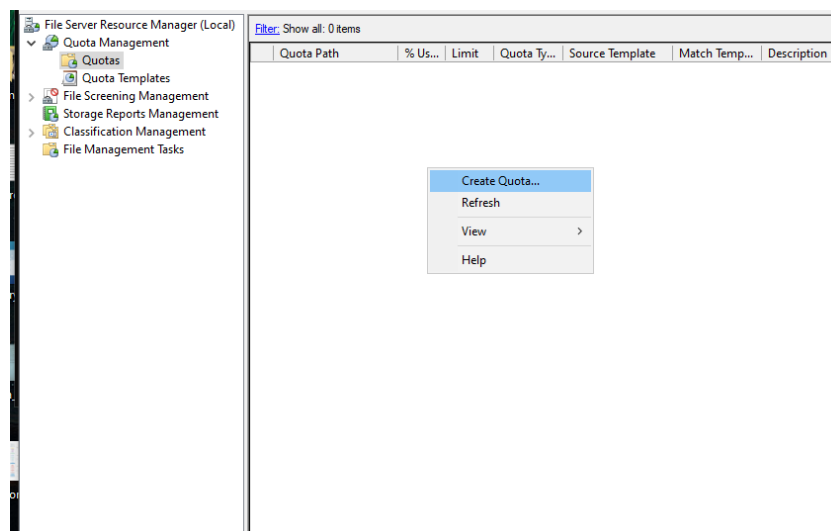 File Server Resource Manager (Local)
Quota Management
Quotas
Quota Templates
File Screening Management
Storage Reports Management
Classification Management
File Management Tasks
Filter: Show all: 0 items
Quota Path % Us... Limit Quota Ty... Source Template Match Temp... Description
Create Quota...
Refresh
View
Help